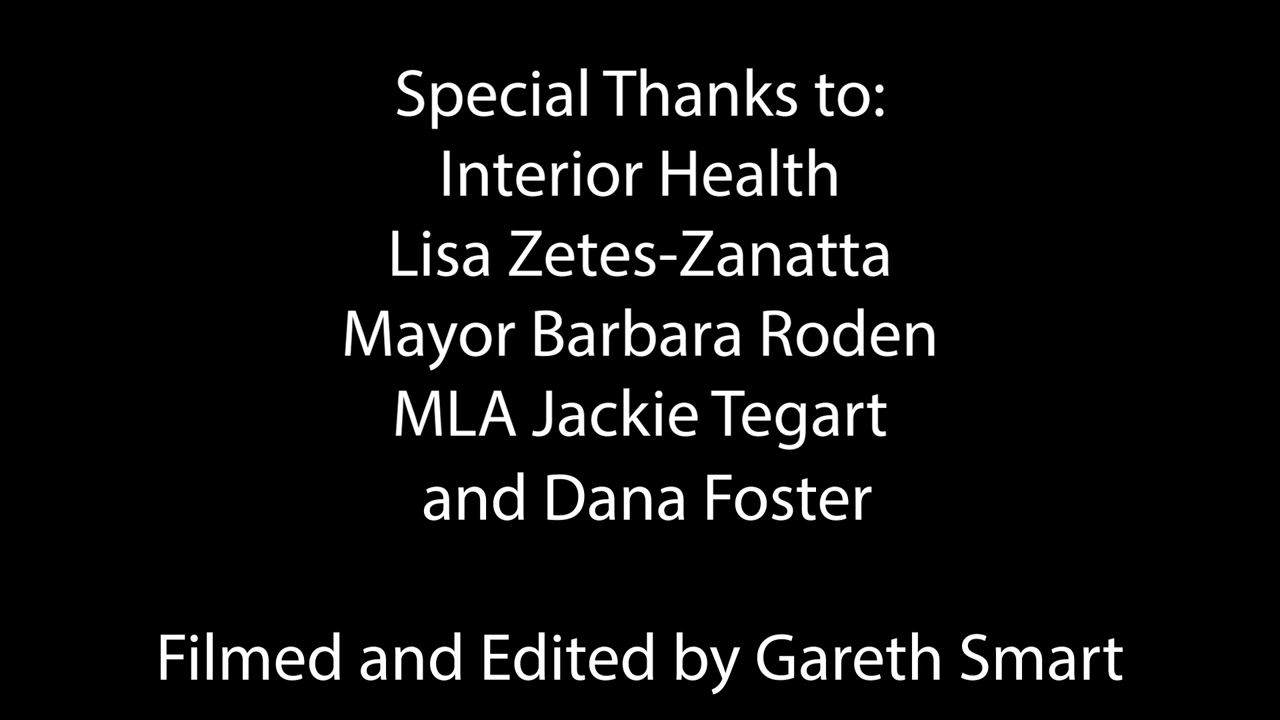 Special Thanks to:
Interior Health
Lisa Zetes-Zanatta
Mayor Barbara Roden
MLA Jackie Tegart
and Dana Foster
Filmed and Edited by Gareth Smart